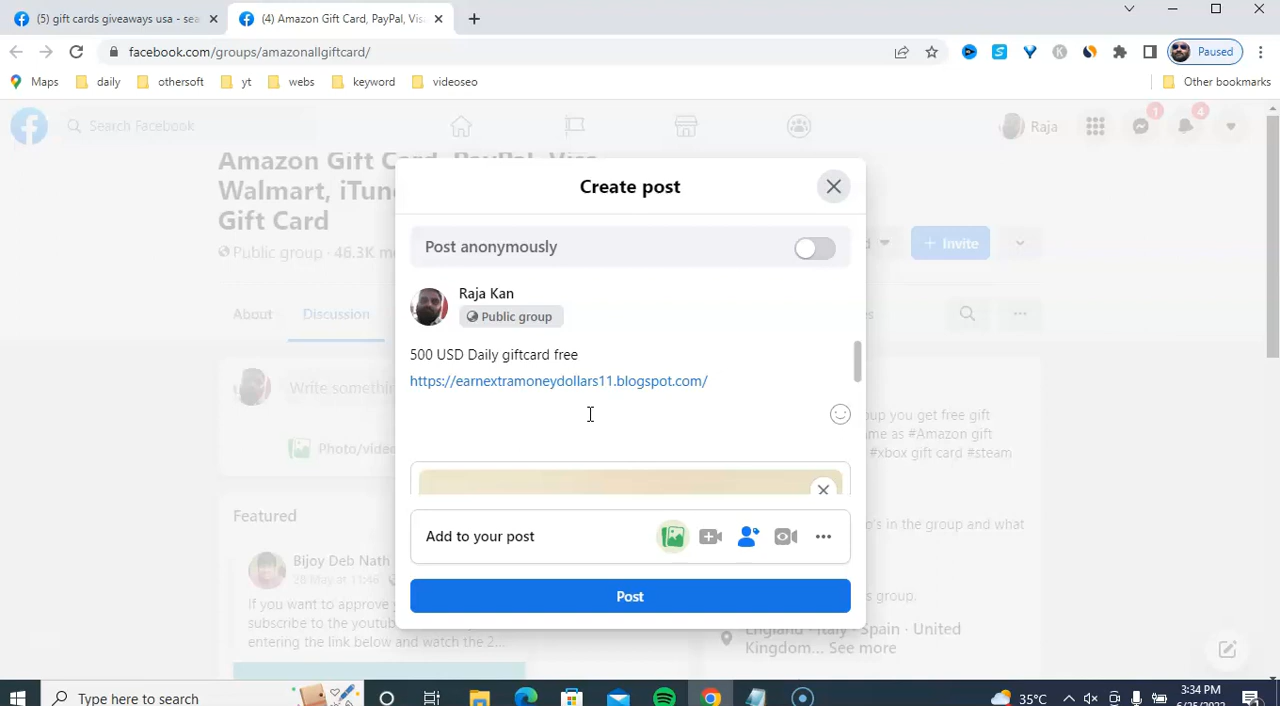 (5) gift cards giveaways usa - sea
(4) Amazon Gift Card, PayPal, Vis
facebook.com/groups/amazonallgiftcard/
Paused
Maps
daily
othersoft
yt
webs
keyword
videoseo
Other bookmarks
Search Facebook
Raja
1
4
Amazon Gift Card, PayPal, Visa
Walmart, iTune
Gift Card
Public group · 46.3K me
+ Invite
About
Discussion
Write somethin
Photo/video
Featured
Bijoy Deb Nath
28 May at 11:46
If you want to approve
subscribe to the youtub
entering the link below and watch the 2...
Create post
Post anonymously
Raja Kan
Public group
500 USD Daily giftcard free
https://earnextramoneydollars11.blogspot.com/
Add to your post
Post
up you get free gift
me as #Amazon gift
#xbox gift card #steam
o's in the group and what
s group.
England · Italy · Spain · United
Kingdom... See more
Type here to search
35°C
3:34 PM